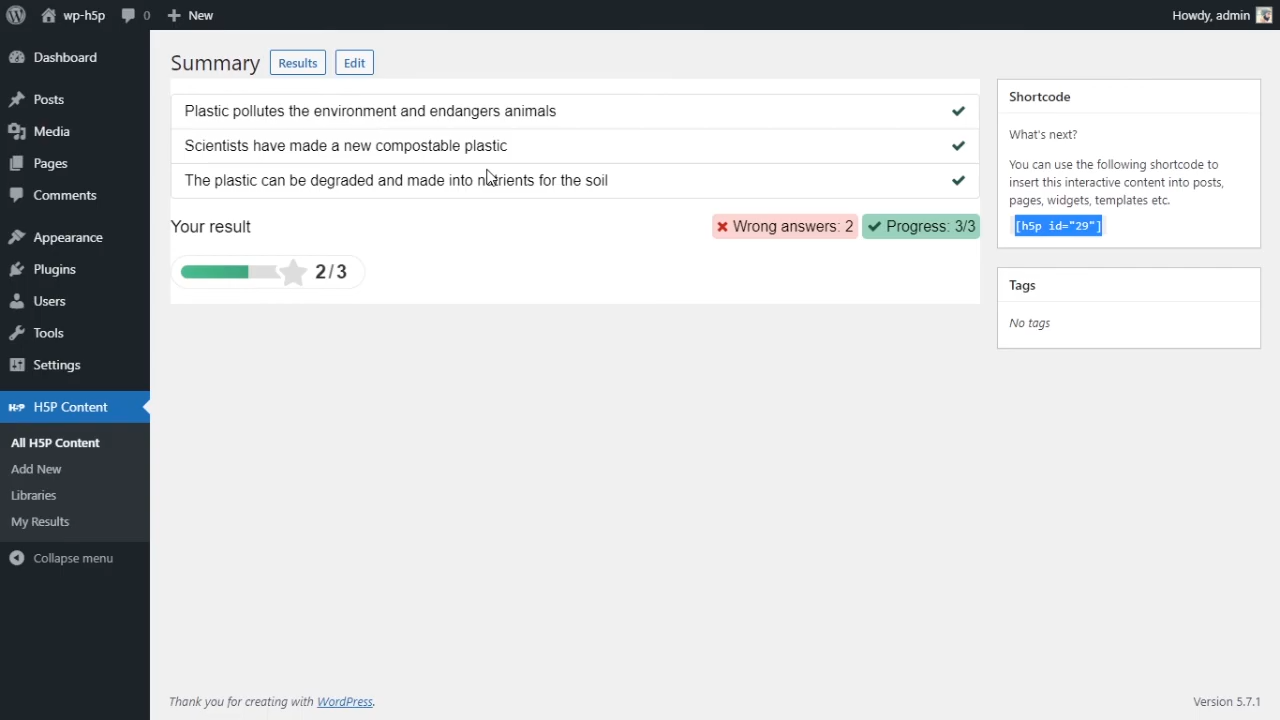 wp-h5p 0 New Howdy, admin
Dashboard
Posts
Media
Pages
Comments
Appearance
Plugins
Users
Tools
Settings
H5P H5P Content
All H5P Content
Add New
Libraries
My Results
Collapse menu
Summary Results Edit
Plastic pollutes the environment and endangers animals
Scientists have made a new compostable plastic
The plastic can be degraded and made into nutrients for the soil
Your result Wrong answers: 2 Progress: 3/3
2/3
Shortcode
What's next?
You can use the following shortcode to
insert this interactive content into posts,
pages, widgets, templates etc.
[h5p id="29"]
Tags
No tags
Thank you for creating with WordPress. Version 5.7.1